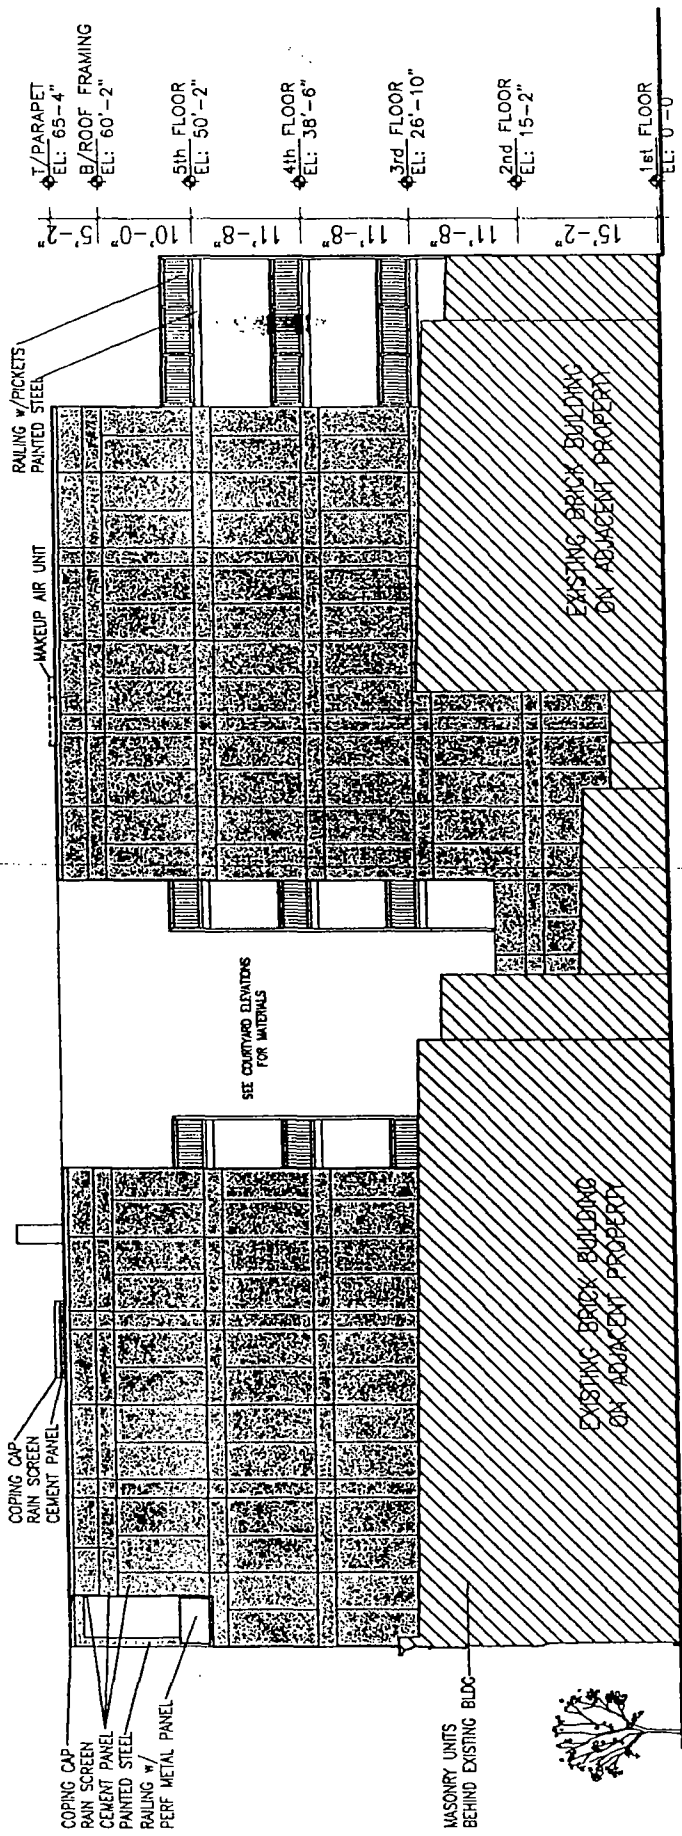 T/PARAPET
EL: 65-4"
B/ROOF FRAMING
EL: 60'-2"
5th FLOOR
EL: 50'-2"
4th FLOOR
EL: 38'-6"
3rd FLOOR
EL: 26'-10"
2nd FLOOR
EL: 15'-2"
1st FLOOR
EL: 0'-0
5'-2"
10'-0"
11'-8"
11'-8"
11'-8"
15'-2"
RAILING w/PICKETS
PAINTED STEEL
MAKEUP AIR UNIT
EXISTING BRICK BUILDING
ON ADJACENT PROPERTY
SEE COURTYARD ELEVATIONS
FOR MATERIALS
COPING CAP
RAIN SCREEN
CEMENT PANEL
EXISTING BRICK BUILDING
ON ADJACENT PROPERTY
COPING CAP
RAIN SCREEN
CEMENT PANEL
PAINTED STEEL
RAILING w/
PERF METAL PANEL
MASONRY UNITS
BEHIND EXISTING BLDG